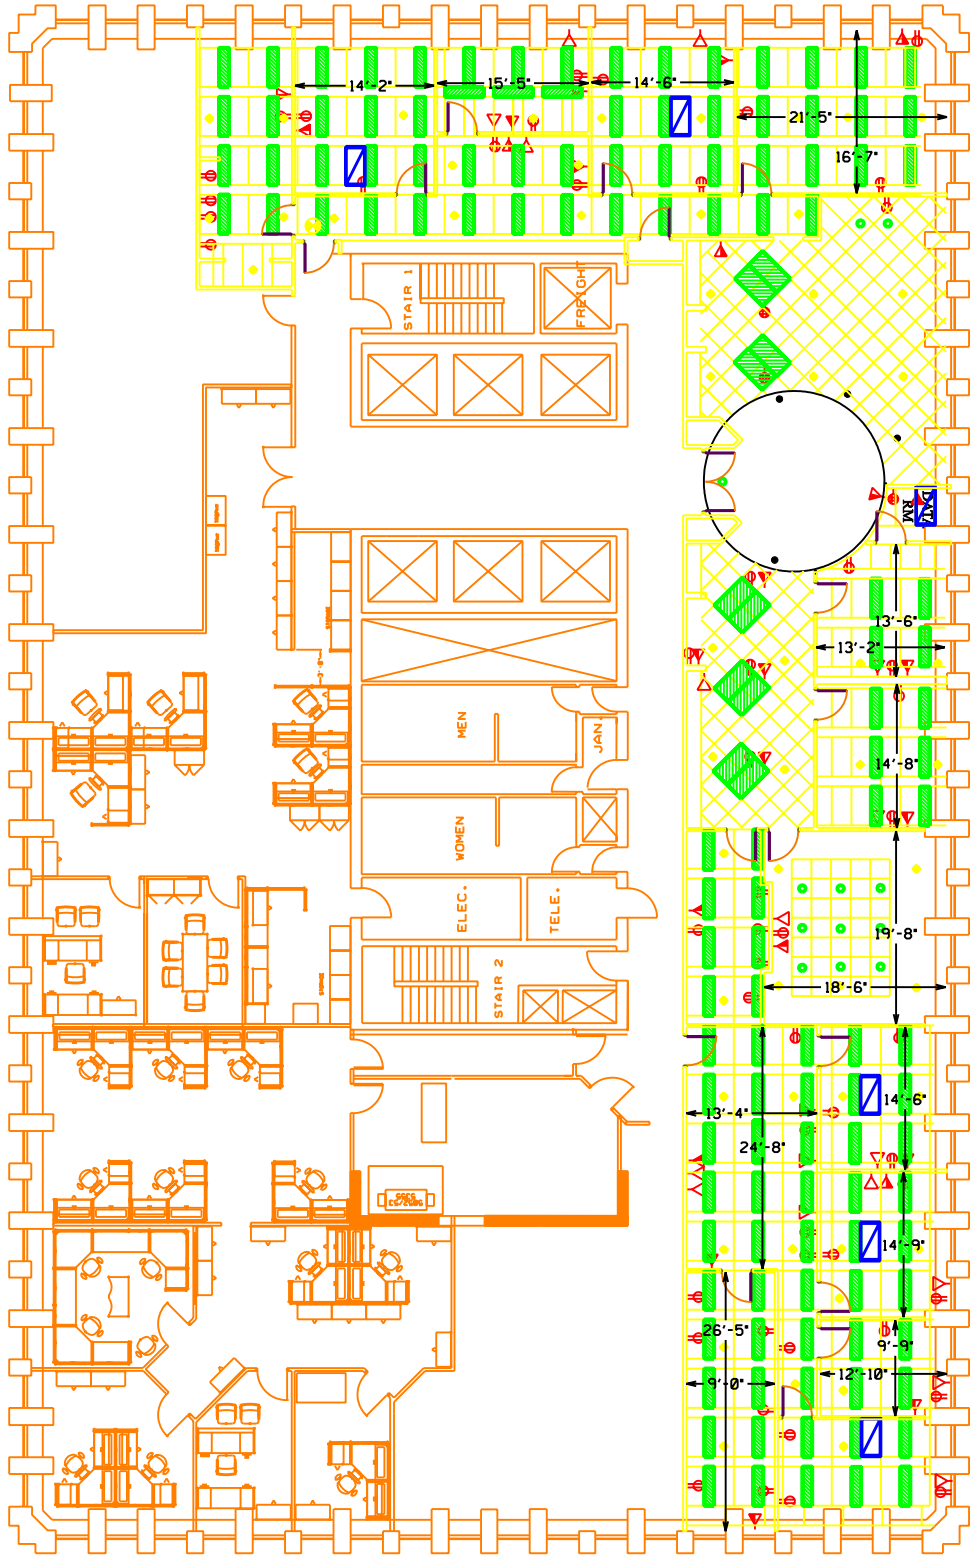 14'-2"
15'-5"
14'-6"
21'-5"
16'-7"
STAIR 1
FREIGHT
DATA
RM
13'-6"
13'-2"
MEN
JAN.
14'-8"
WOMEN
ELEC.
TELE.
19'-8"
STAIR 2
18'-6"
14'-6"
13'-4"
24'-8"
14'-9"
26'-5"
9'-9"
12'-10"
9'-0"